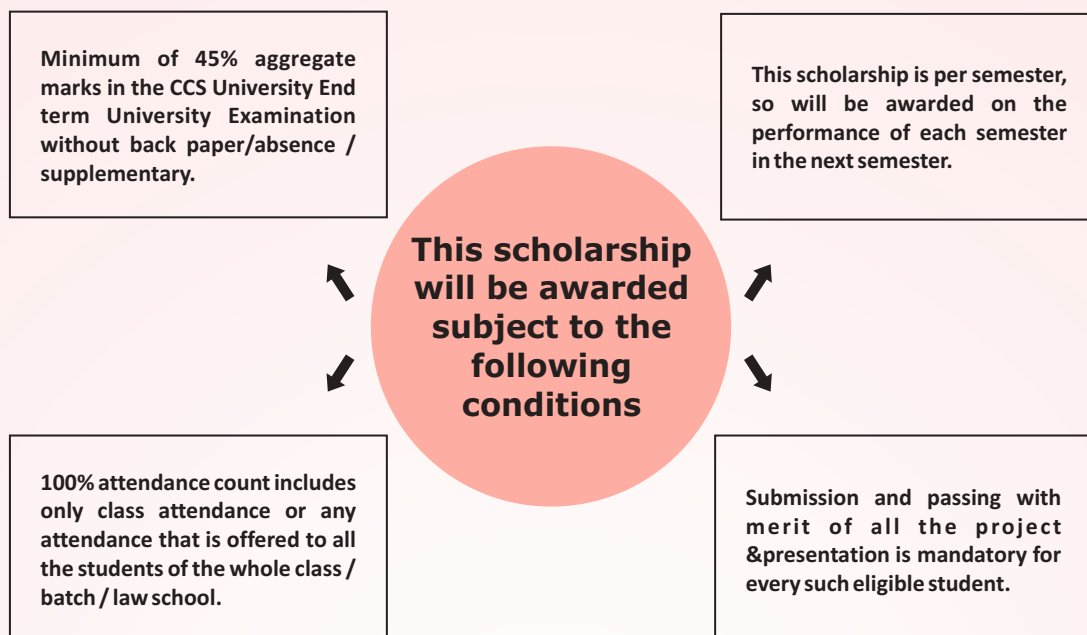 Minimum of 45% aggregate
marks in the CCS University End
term University Examination
without back paper/absence /
supplementary.
This scholarship is per semester,
so will be awarded on the
performance of each semester
in the next semester.
This scholarship
will be awarded
subject to the
following
conditions
100% attendance count includes
only class attendance or any
attendance that is offered to all
the students of the whole class /
batch / law school.
Submission and passing with
merit of all the project
&presentation is mandatory for
every such eligible student.